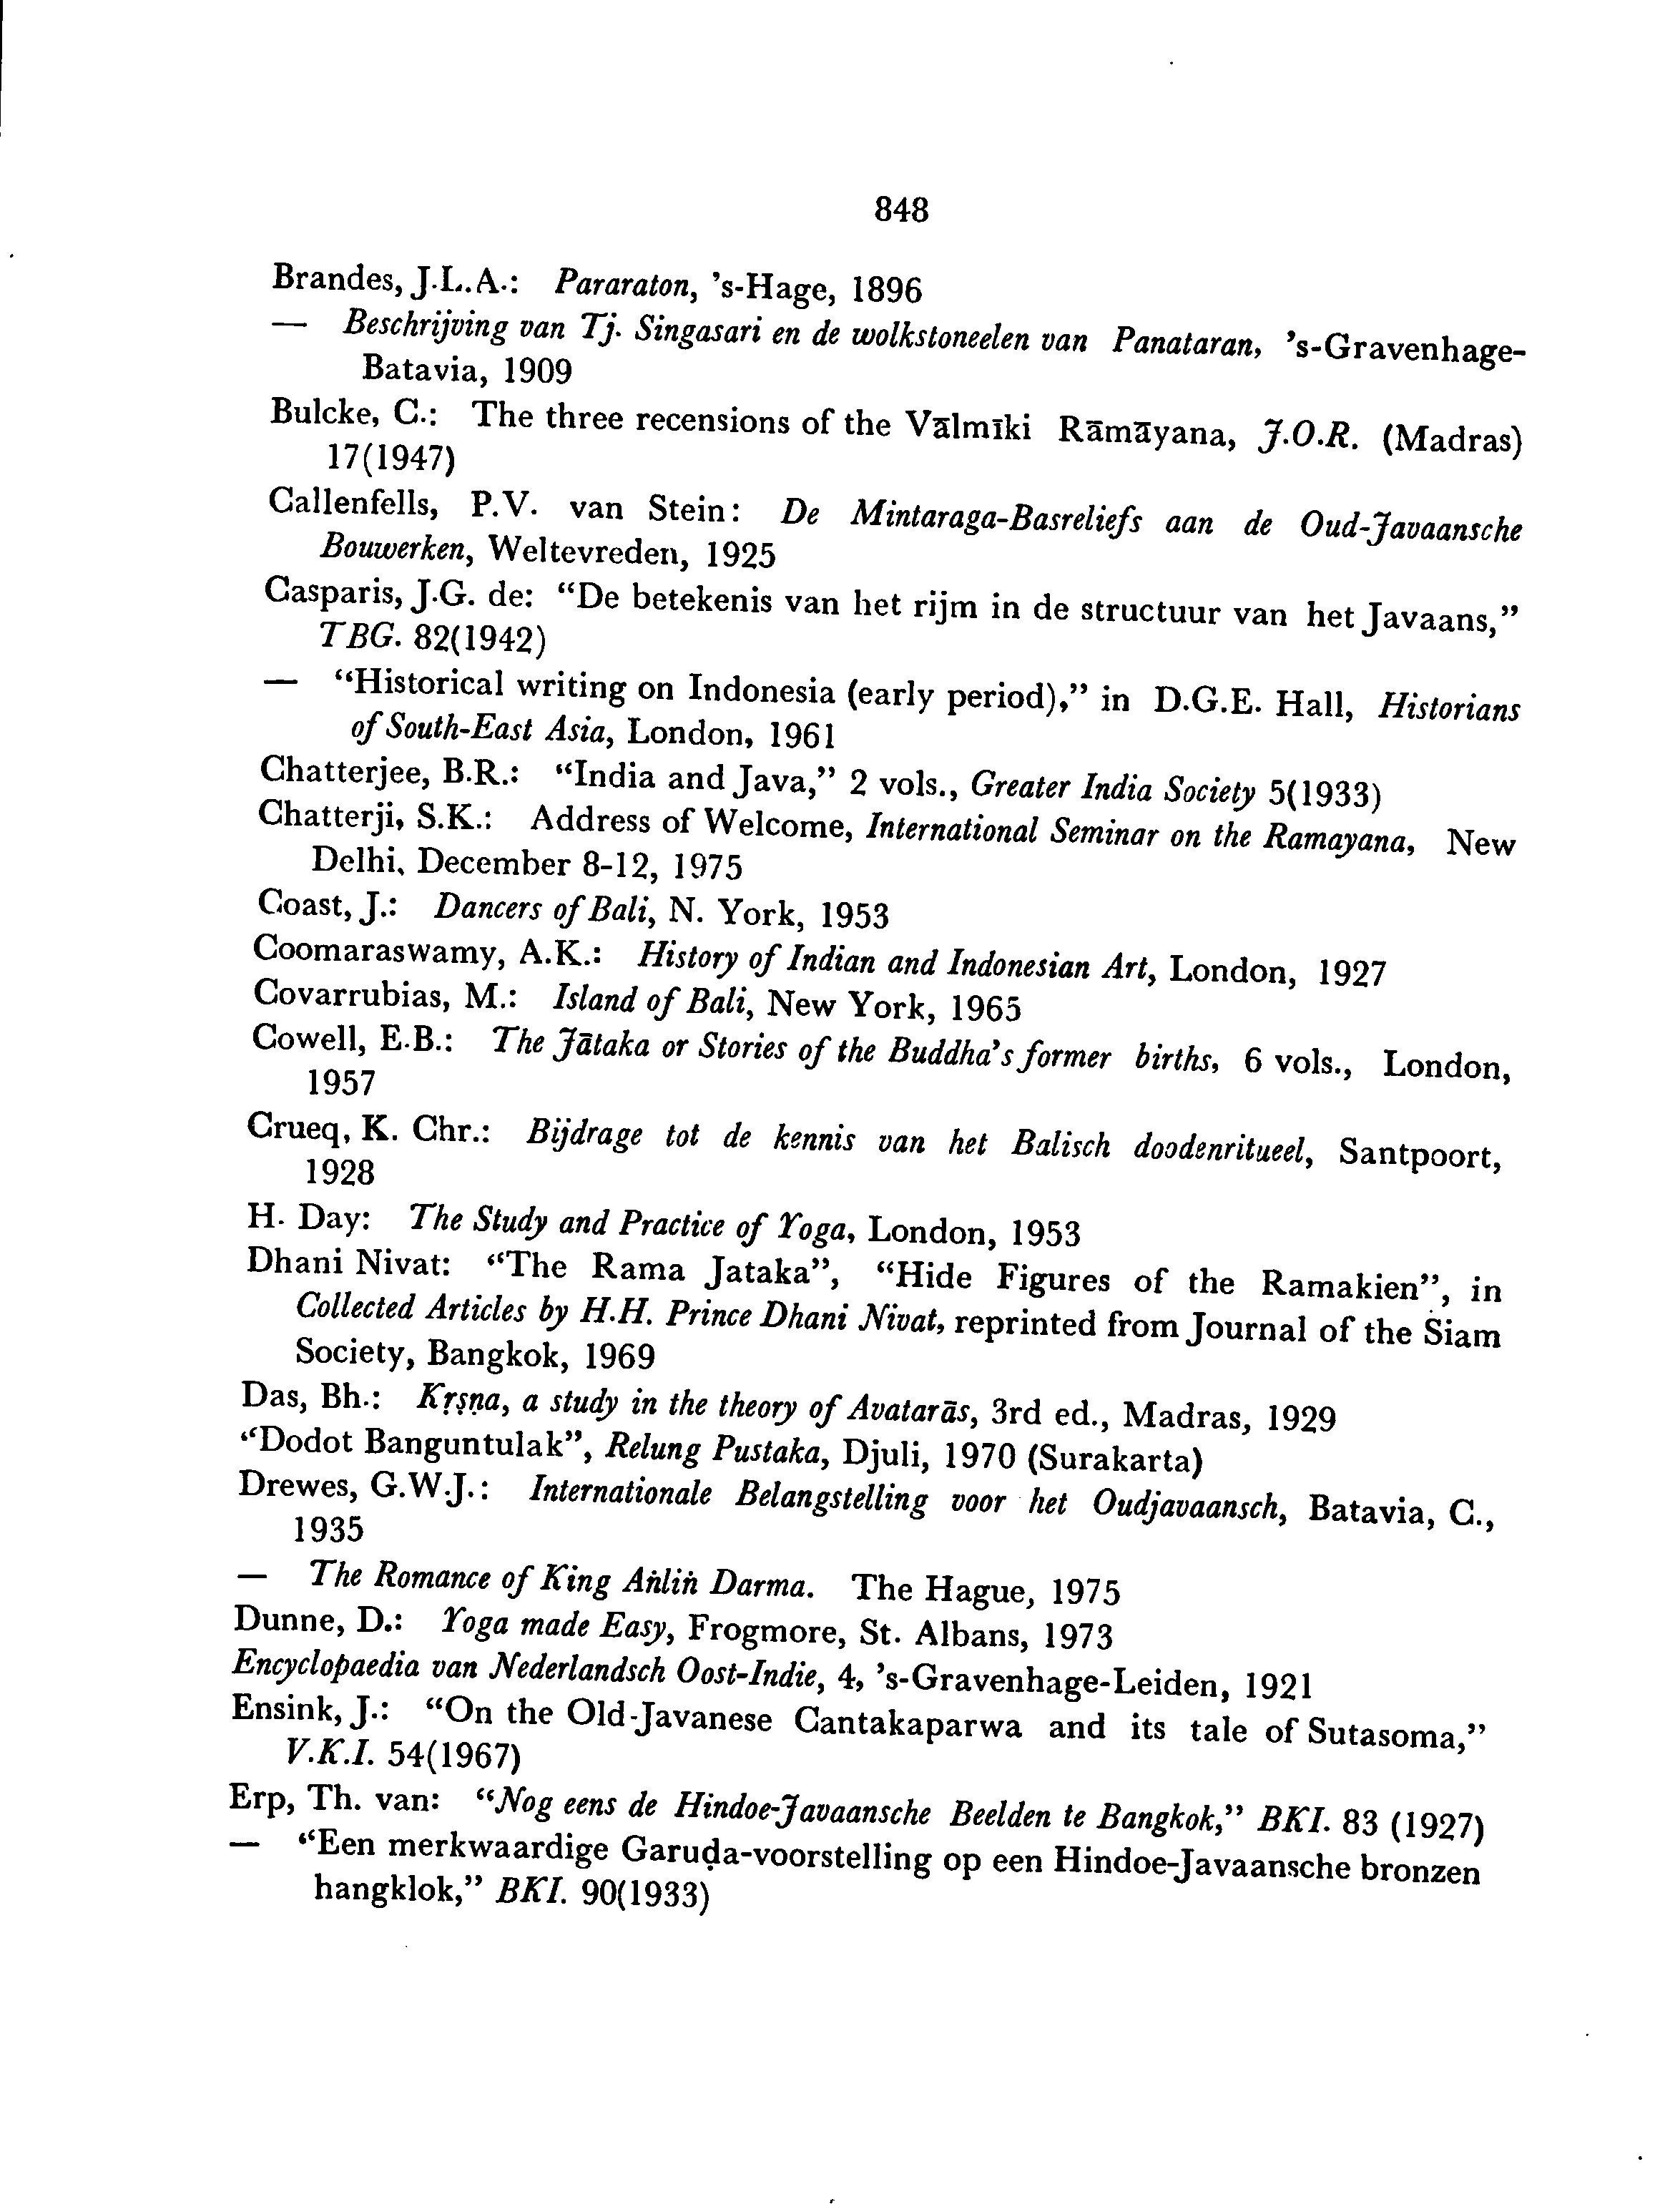 848
Brandes, J.L.A.: Pararaton, 's-Hage, 1896
— Beschrijving van Tj. Singasari en de wolkstoneelen van Panataran, 's-Gravenhage-
Batavia, 1909
Bulcke, C.: The three recensions of the Vālmīki Rāmāyana, J.O.R. (Madras)
17(1947)
Callenfells, P.V. van Stein: De Mintaraga-Basreliefs aan de Oud-Javaansche
Bouwerken, Weltevreden, 1925
Casparis, J.G. de: “De betekenis van het rijm in de structuur van het Javaans,”
TBG. 82(1942)
— “Historical writing on Indonesia (early period),” in D.G.E. Hall, Historians
of South-East Asia, London, 1961
Chatterjee, B.R.: “India and Java,” 2 vols., Greater India Society 5(1933)
Chatterji, S.K.: Address of Welcome, International Seminar on the Ramayana, New
Delhi, December 8-12, 1975
Coast, J.: Dancers of Bali, N. York, 1953
Coomaraswamy, A.K.: History of Indian and Indonesian Art, London, 1927
Covarrubias, M.: Island of Bali, New York, 1965
Cowell, E.B.: The Jātaka or Stories of the Buddha's former births, 6 vols., London,
1957
Crueq, K. Chr.: Bijdrage tot de kennis van het Balisch doodenritueel, Santpoort,
1928
H. Day: The Study and Practice of Yoga, London, 1953
Dhani Nivat: “The Rama Jataka”, “Hide Figures of the Ramakien”, in
Collected Articles by H.H. Prince Dhani Nivat, reprinted from Journal of the Siam
Society, Bangkok, 1969
Das, Bh.: Kṛṣṇa, a study in the theory of Avatarās, 3rd ed., Madras, 1929
“Dodot Banguntulak”, Relung Pustaka, Djuli, 1970 (Surakarta)
Drewes, G.W.J.: Internationale Belangstelling voor het Oudjavaansch, Batavia, C.,
1935
— The Romance of King Aṅliṅ Darma. The Hague, 1975
Dunne, D.: Yoga made Easy, Frogmore, St. Albans, 1973
Encyclopaedia van Nederlandsch Oost-Indie, 4, 's-Gravenhage-Leiden, 1921
Ensink, J.: “On the Old-Javanese Cantakaparwa and its tale of Sutasoma,”
V.K.I. 54(1967)
Erp, Th. van: “Nog eens de Hindoe-Javaansche Beelden te Bangkok,” BKI. 83 (1927)
— “Een merkwaardige Garuḍa-voorstelling op een Hindoe-Javaansche bronzen
hangklok,” BKI. 90(1933)